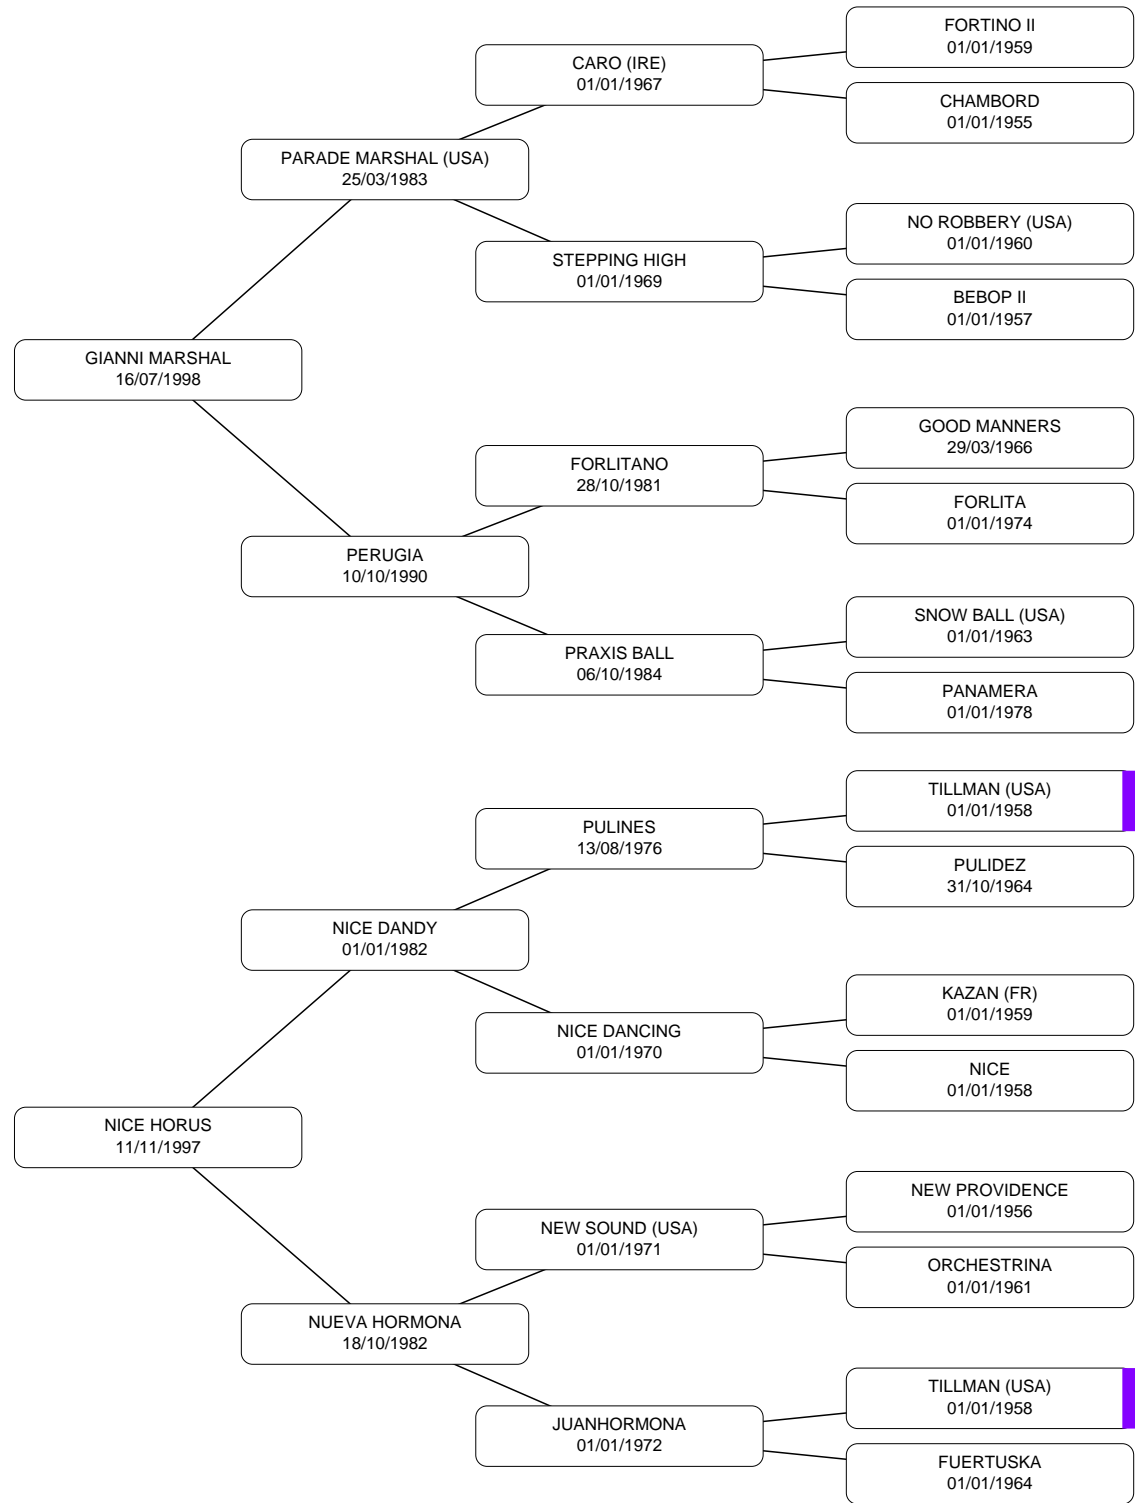 FORTINO II
01/01/1959
CARO (IRE)
01/01/1967
CHAMBORD
01/01/1955
PARADE MARSHAL (USA)
25/03/1983
NO ROBBERY (USA)
01/01/1960
STEPPING HIGH
01/01/1969
BEBOP II
01/01/1957
GIANNI MARSHAL
16/07/1998
GOOD MANNERS
29/03/1966
FORLITANO
28/10/1981
FORLITA
01/01/1974
PERUGIA
10/10/1990
SNOW BALL (USA)
01/01/1963
PRAXIS BALL
06/10/1984
PANAMERA
01/01/1978
TILLMAN (USA)
01/01/1958
PULINES
13/08/1976
PULIDEZ
31/10/1964
NICE DANDY
01/01/1982
KAZAN (FR)
01/01/1959
NICE DANCING
01/01/1970
NICE
01/01/1958
NICE HORUS
11/11/1997
NEW PROVIDENCE
01/01/1956
NEW SOUND (USA)
01/01/1971
ORCHESTRINA
01/01/1961
NUEVA HORMONA
18/10/1982
TILLMAN (USA)
01/01/1958
JUANHORMONA
01/01/1972
FUERTUSKA
01/01/1964